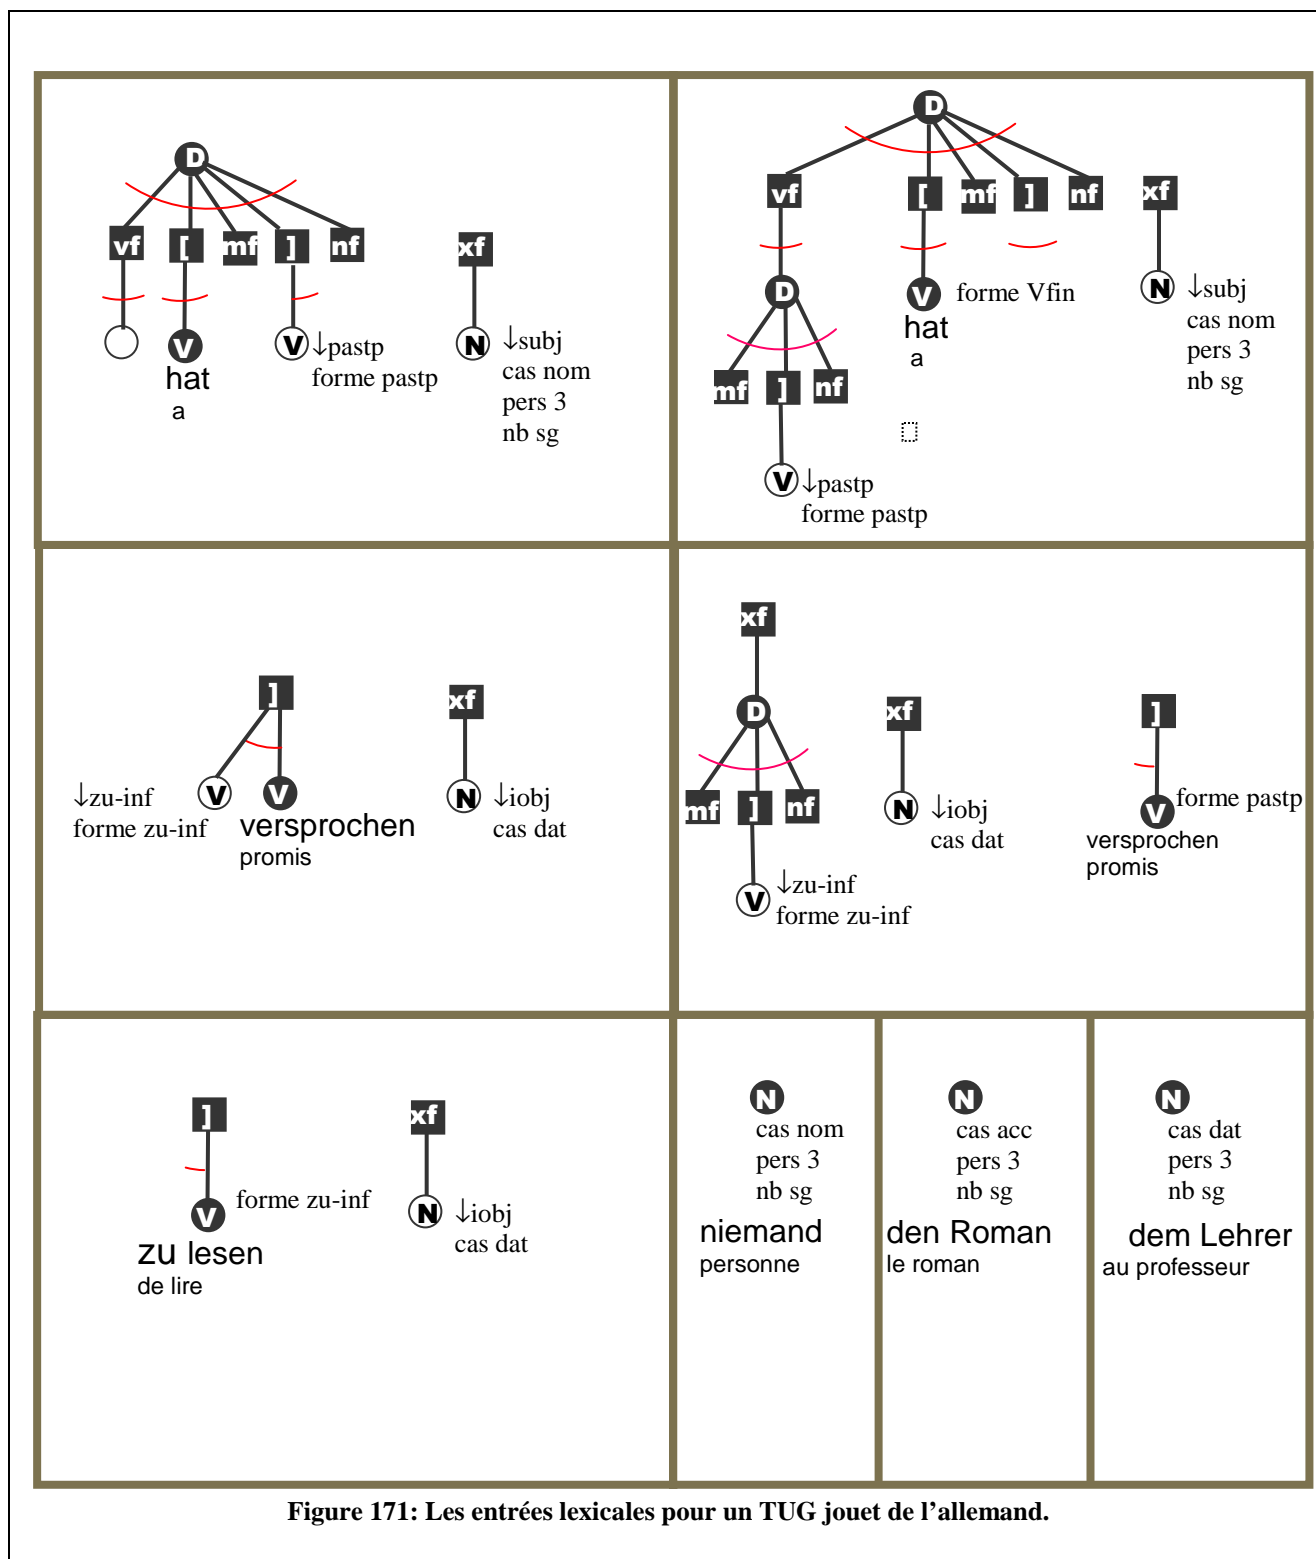 D
vf [ mf ] nf xf
V
hat
a
V ↓pastp
forme pastp
N ↓subj
cas nom
pers 3
nb sg
D
vf [ mf ] nf xf
D
V forme Vfin
hat
a
N ↓subj
cas nom
pers 3
nb sg
mf ] nf
V ↓pastp
forme pastp
] xf
↓zu-inf
forme zu-inf
V V
versprochen
promis
N ↓iobj
cas dat
xf
D xf ]
mf ] nf
N ↓iobj
cas dat
V forme pastp
versprochen
promis
V ↓zu-inf
forme zu-inf
] xf
V forme zu-inf
zu lesen
de lire
N ↓iobj
cas dat
N
cas nom
pers 3
nb sg
niemand
personne
N
cas acc
pers 3
nb sg
den Roman
le roman
N
cas dat
pers 3
nb sg
dem Lehrer
au professeur
Figure 171: Les entrées lexicales pour un TUG jouet de l'allemand.